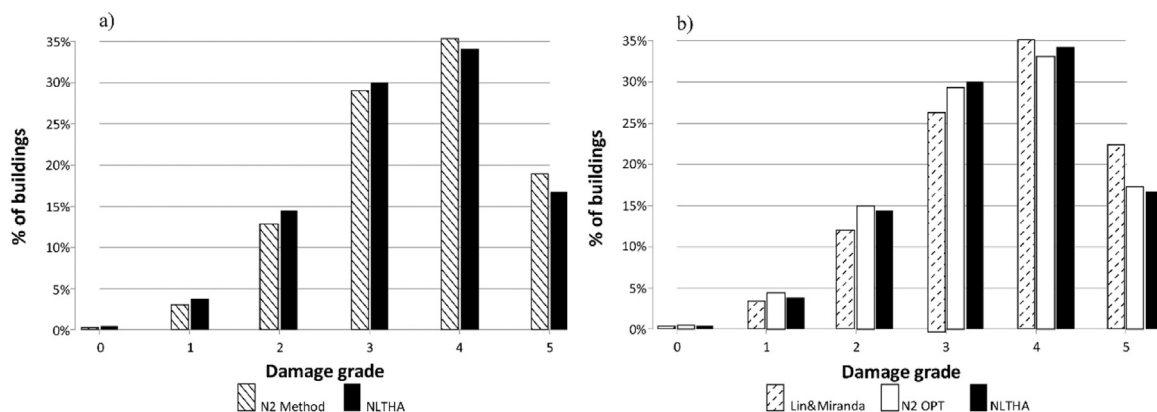 a)
% of buildings
35%
30%
25%
20%
15%
10%
5%
0%
0 1 2 3 4 5
Damage grade
N2 Method NLTHA
b)
% of buildings
35%
30%
25%
20%
15%
10%
5%
0%
0 1 2 3 4 5
Damage grade
Lin&Miranda N2 OPT NLTHA